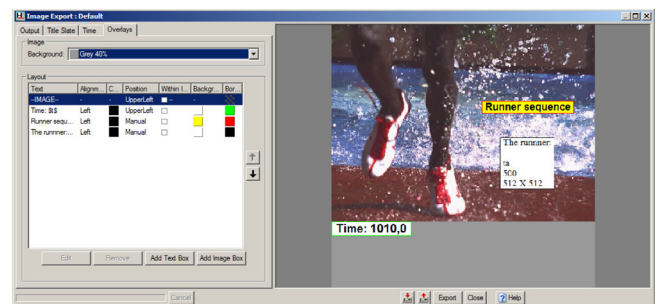 Image Export : Default
Output Title Slate Time Overlays
Image
Background: Grey 40%
Layout
Text Alignm... C... Position Within I... Backgr... Bor...
--IMAGE-- - - UpperLeft - -
Time: $t$ Left UpperLeft
Runner sequ... Left Manual
The runnner:... Left Manual
Edit Remove Add Text Box Add Image Box
Runner sequence
The runnner:
ta
500
512 X 512
Time: 1010,0
Cancel Export Close Help